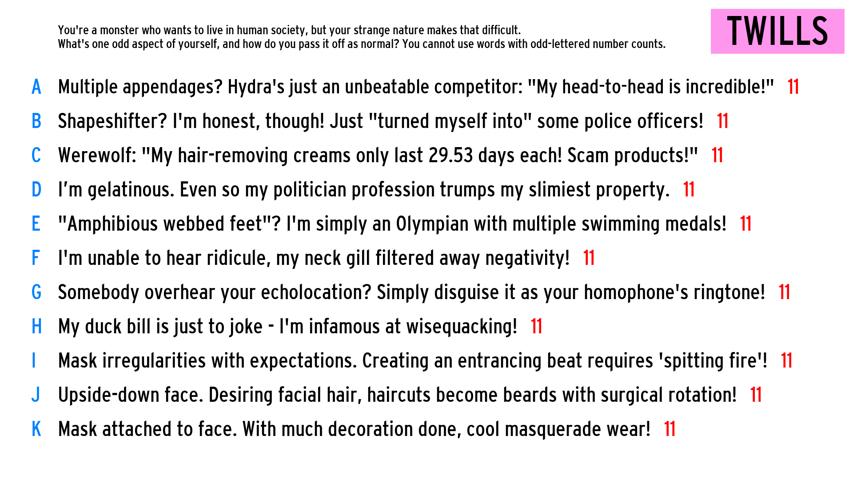 You're a monster who wants to live in human society, but your strange nature makes that difficult.
What's one odd aspect of yourself, and how do you pass it off as normal? You cannot use words with odd-lettered number counts.
TWILLS
A Multiple appendages? Hydra's just an unbeatable competitor: "My head-to-head is incredible!" 11
B Shapeshifter? I'm honest, though! Just "turned myself into" some police officers! 11
C Werewolf: "My hair-removing creams only last 29.53 days each! Scam products!" 11
D I'm gelatinous. Even so my politician profession trumps my slimiest property. 11
E "Amphibious webbed feet"? I'm simply an Olympian with multiple swimming medals! 11
F I'm unable to hear ridicule, my neck gill filtered away negativity! 11
G Somebody overhear your echolocation? Simply disguise it as your homophone's ringtone! 11
H My duck bill is just to joke - I'm infamous at wisequacking! 11
I Mask irregularities with expectations. Creating an entrancing beat requires 'spitting fire'! 11
J Upside-down face. Desiring facial hair, haircuts become beards with surgical rotation! 11
K Mask attached to face. With much decoration done, cool masquerade wear! 11